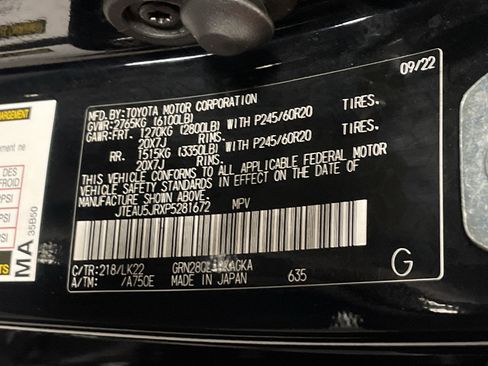 09/22
MFD. BY: TOYOTA MOTOR CORPORATION
GVWR: 2765KG (6100LB)
GAWR: FRT. 1270KG (2800LB) WITH P245/60R20 TIRES.
20X7J RIMS.
RR. 1515KG (3350LB) WITH P245/60R20 TIRES.
20X7J RIMS.
THIS VEHICLE CONFORMS TO ALL APPLICABLE FEDERAL MOTOR
VEHICLE SAFETY STANDARDS IN EFFECT ON THE DATE OF
MANUFACTURE SHOWN ABOVE.
JTEAU5JRXP5281672 MPV
C/TR: 218/LK22
A/TM: /A750E
MADE IN JAPAN 635
G
MA
35B50